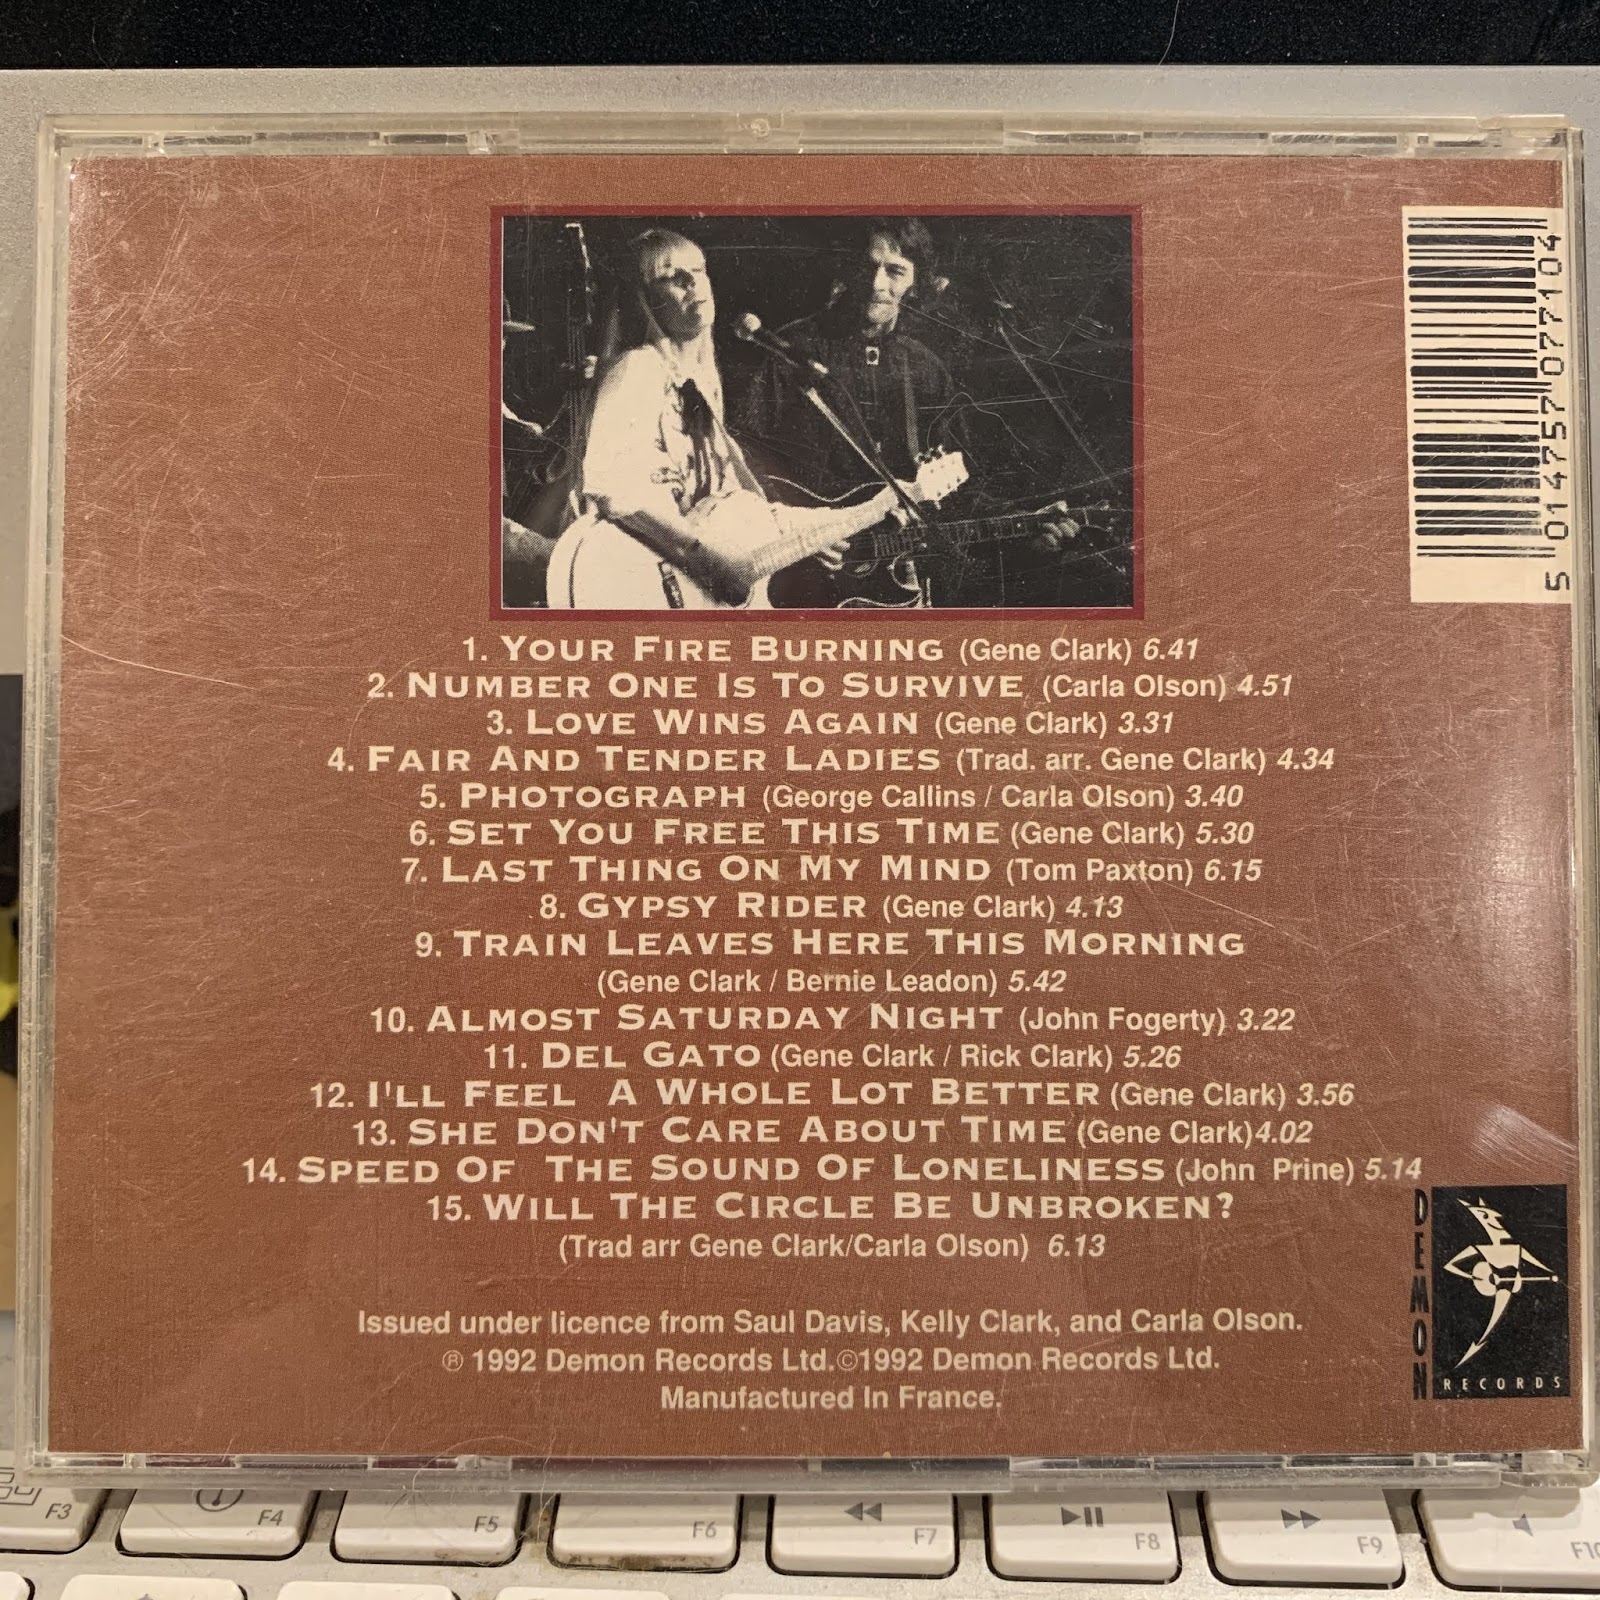 5 014757 077104
1. YOUR FIRE BURNING (Gene Clark) 6.41
2. NUMBER ONE IS TO SURVIVE (Carla Olson) 4.51
3. LOVE WINS AGAIN (Gene Clark) 3.31
4. FAIR AND TENDER LADIES (Trad. arr. Gene Clark) 4.34
5. PHOTOGRAPH (George Callins / Carla Olson) 3.40
6. SET YOU FREE THIS TIME (Gene Clark) 5.30
7. LAST THING ON MY MIND (Tom Paxton) 6.15
8. GYPSY RIDER (Gene Clark) 4.13
9. TRAIN LEAVES HERE THIS MORNING
(Gene Clark / Bernie Leadon) 5.42
10. ALMOST SATURDAY NIGHT (John Fogerty) 3.22
11. DEL GATO (Gene Clark / Rick Clark) 5.26
12. I'LL FEEL A WHOLE LOT BETTER (Gene Clark) 3.56
13. SHE DON'T CARE ABOUT TIME (Gene Clark) 4.02
14. SPEED OF THE SOUND OF LONELINESS (John Prine) 5.14
15. WILL THE CIRCLE BE UNBROKEN?
(Trad arr Gene Clark/Carla Olson) 6.13
Issued under licence from Saul Davis, Kelly Clark, and Carla Olson.
® 1992 Demon Records Ltd. ©1992 Demon Records Ltd.
Manufactured In France.
DEMON
RECORDS
F3 F4 F5 F6 F7 F8 F9 F10